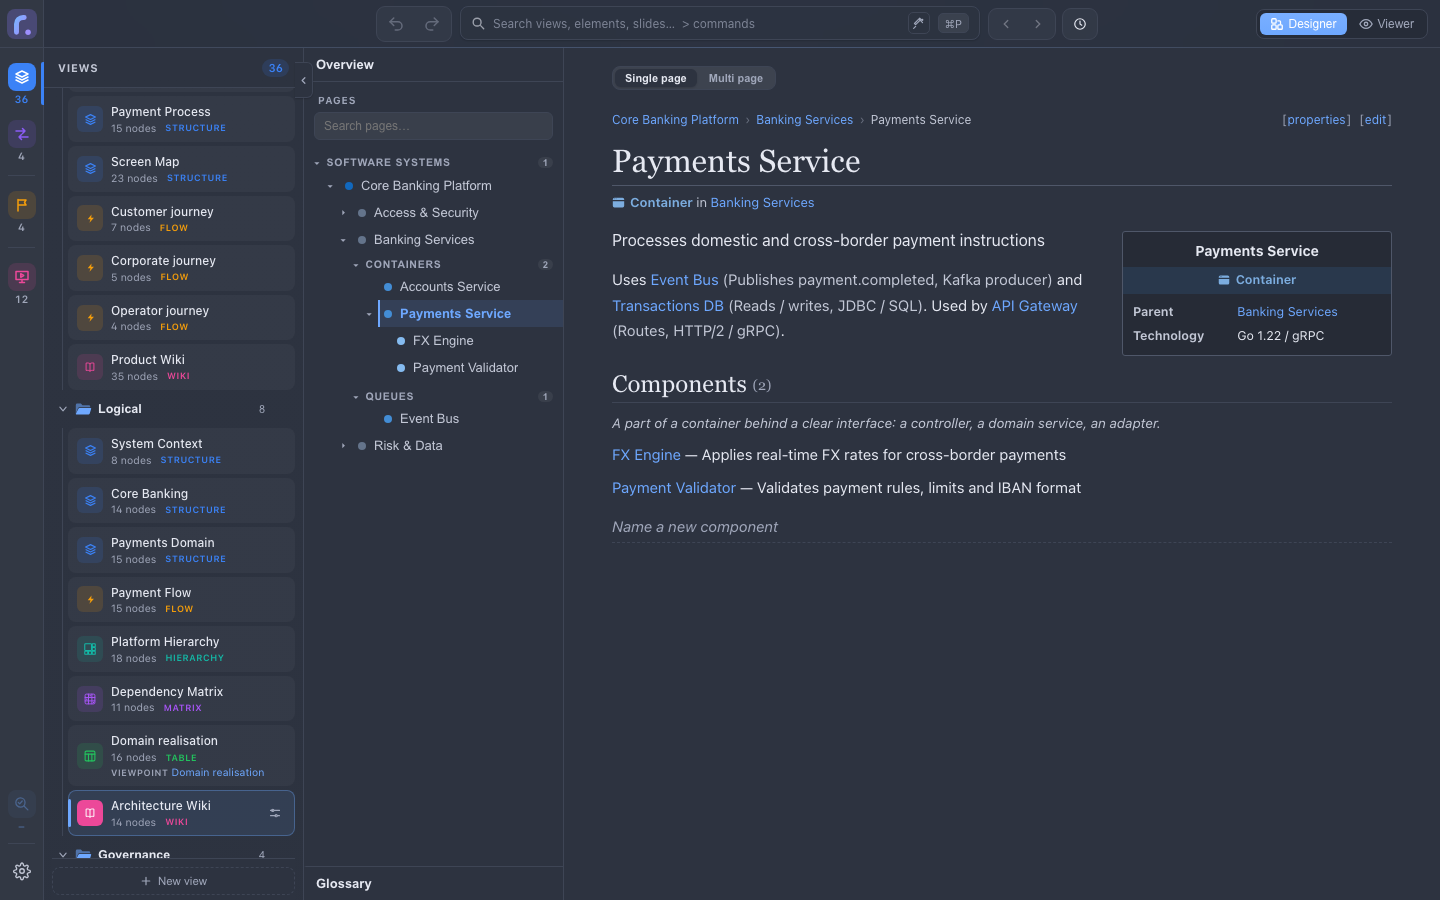 Search views, elements, slides... > commands
⌘P
Designer
Viewer
36
4
4
12
–
VIEWS
36
Payment Process
15 nodes STRUCTURE
Screen Map
23 nodes STRUCTURE
Customer journey
7 nodes FLOW
Corporate journey
5 nodes FLOW
Operator journey
4 nodes FLOW
Product Wiki
35 nodes WIKI
Logical 8
System Context
8 nodes STRUCTURE
Core Banking
14 nodes STRUCTURE
Payments Domain
15 nodes STRUCTURE
Payment Flow
15 nodes FLOW
Platform Hierarchy
18 nodes HIERARCHY
Dependency Matrix
11 nodes MATRIX
Domain realisation
16 nodes TABLE
VIEWPOINT Domain realisation
Architecture Wiki
14 nodes WIKI
Governance 4
+ New view
Overview
PAGES
Search pages...
SOFTWARE SYSTEMS 1
Core Banking Platform
Access & Security
Banking Services
CONTAINERS 2
Accounts Service
Payments Service
FX Engine
Payment Validator
QUEUES 1
Event Bus
Risk & Data
Glossary
Single page Multi page
Core Banking Platform › Banking Services › Payments Service
[properties] [edit]
Payments Service
Container in Banking Services
Processes domestic and cross-border payment instructions
Uses Event Bus (Publishes payment.completed, Kafka producer) and
Transactions DB (Reads / writes, JDBC / SQL). Used by API Gateway
(Routes, HTTP/2 / gRPC).
Payments Service
Container
Parent Banking Services
Technology Go 1.22 / gRPC
Components (2)
A part of a container behind a clear interface: a controller, a domain service, an adapter.
FX Engine — Applies real-time FX rates for cross-border payments
Payment Validator — Validates payment rules, limits and IBAN format
Name a new component